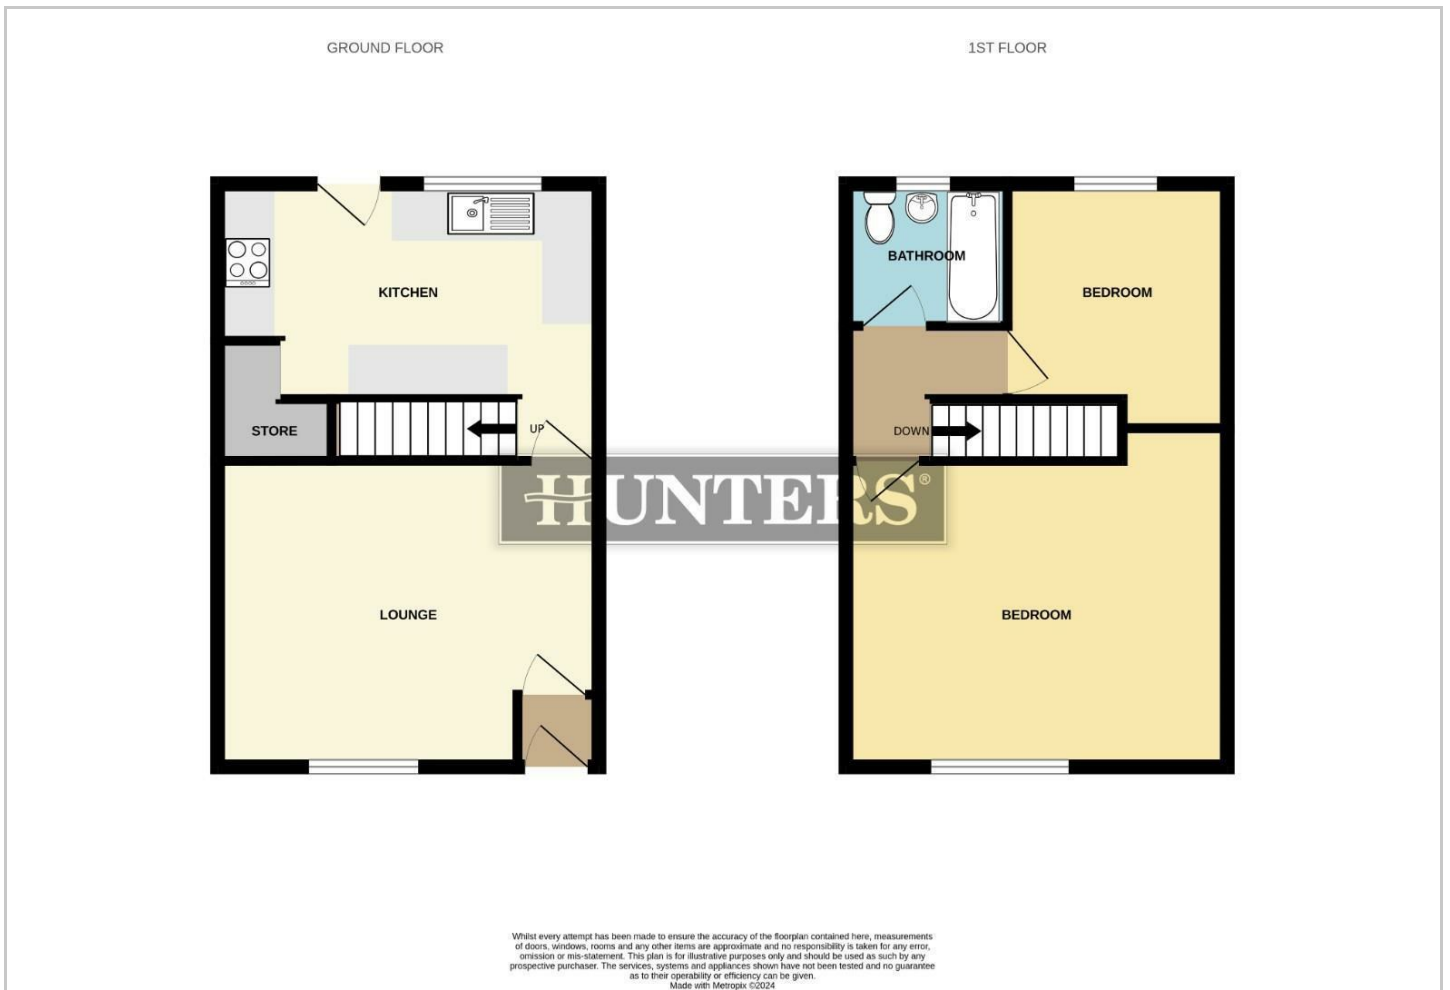 GROUND FLOOR
1ST FLOOR
KITCHEN
STORE
UP
LOUNGE
BATHROOM
BEDROOM
DOWN
BEDROOM
HUNTERS®
Whilst every attempt has been made to ensure the accuracy of the floorplan contained here, measurements
of doors, windows, rooms and any other items are approximate and no responsibility is taken for any error,
omission or mis-statement. This plan is for illustrative purposes only and should be used as such by any
prospective purchaser. The services, systems and appliances shown have not been tested and no guarantee
as to their operability or efficiency can be given.
Made with Metropix ©2024